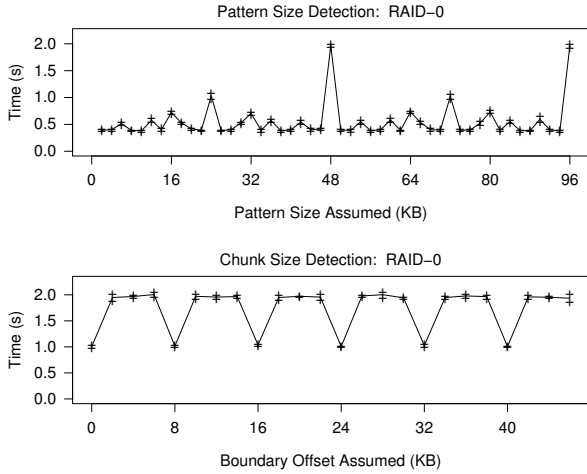 Pattern Size Detection: RAID−0
Time (s)
2.0
1.5
1.0
0.5
0.0
0 16 32 48 64 80 96
Pattern Size Assumed (KB)
Chunk Size Detection: RAID−0
Time (s)
2.0
1.5
1.0
0.5
0.0
0 8 16 24 32 40
Boundary Offset Assumed (KB)